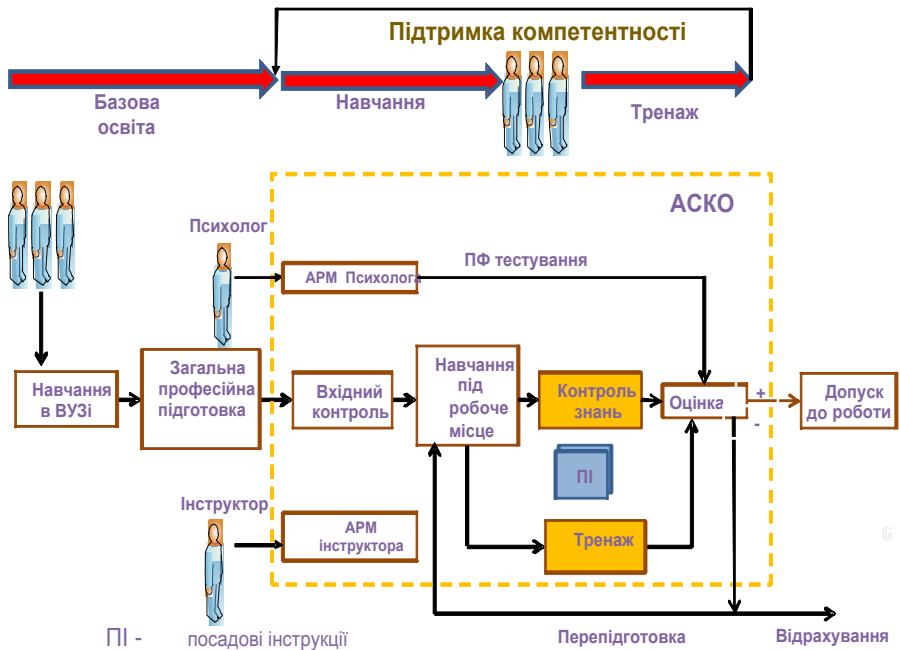 Підтримка компетентності
Базова
освіта
Навчання
Тренаж
АСКО
Психолог
АРМ Психолога
ПФ тестування
Навчання
в ВУЗі
Загальна
професійна
підготовка
Вхідний
контроль
Навчання
під
робоче
місце
Контроль
знань
Оцінка
+
-
Допуск
до роботи
ПІ
Інструктор
АРМ
інструктора
Тренаж
6
Перепідготовка
Відрахування
ПІ - посадові інструкції